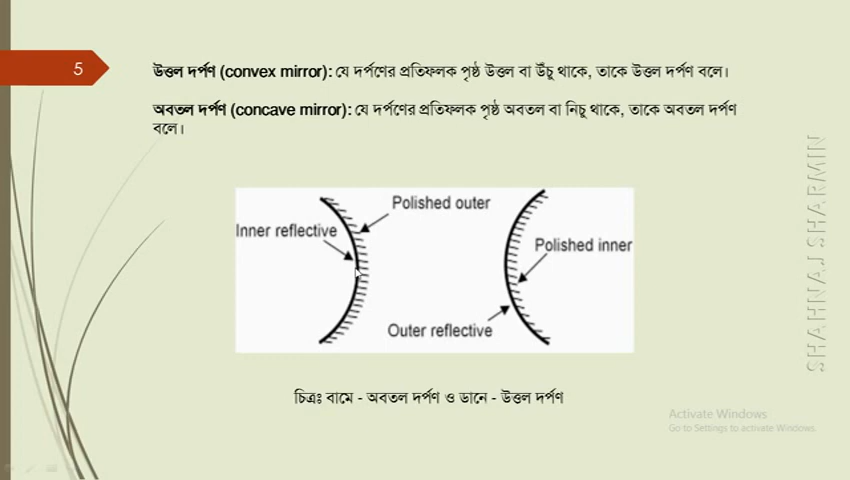 5
উত্তল দর্পণ (convex mirror): যে দর্পণের প্রতিফলক পৃষ্ঠ উত্তল বা উঁচু থাকে, তাকে উত্তল দর্পণ বলে।
অবতল দর্পণ (concave mirror): যে দর্পণের প্রতিফলক পৃষ্ঠ অবতল বা নিচু থাকে, তাকে অবতল দর্পণ
বলে।
Polished outer
Inner reflective
Polished inner
Outer reflective
চিত্রঃ বামে - অবতল দর্পণ ও ডানে - উত্তল দর্পণ
SHAHNAJ SHARMIN
Activate Windows
Go to Settings to activate Windows.